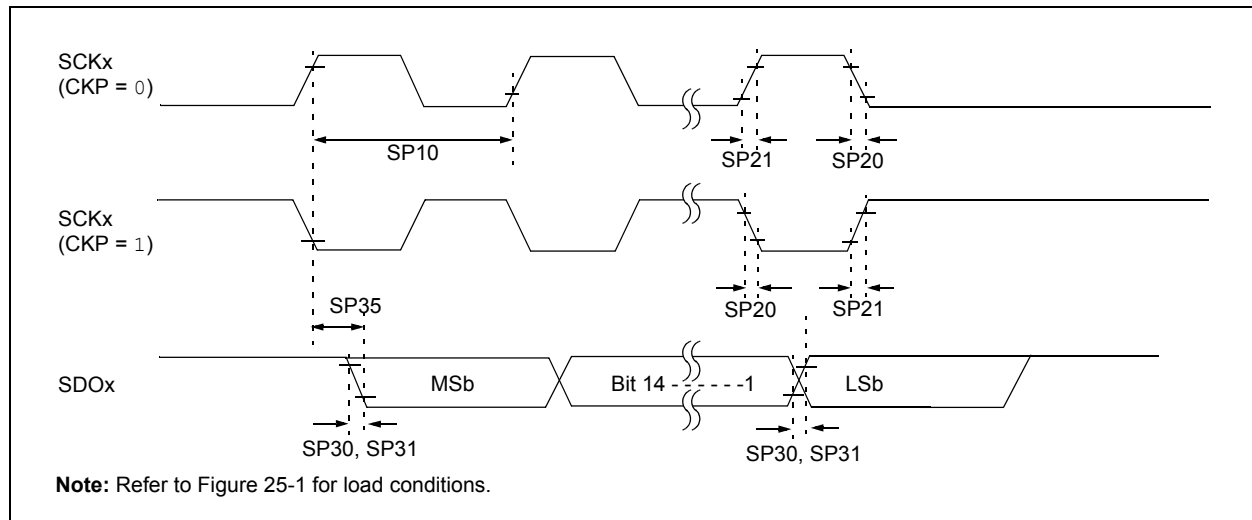 SCKx
(CKP = 0)
SP10
SP21
SP20
SCKx
(CKP = 1)
SP35
SP20
SP21
SDOx
MSb
Bit 14 - - - - - -1
LSb
SP30, SP31
SP30, SP31
Note: Refer to Figure 25-1 for load conditions.